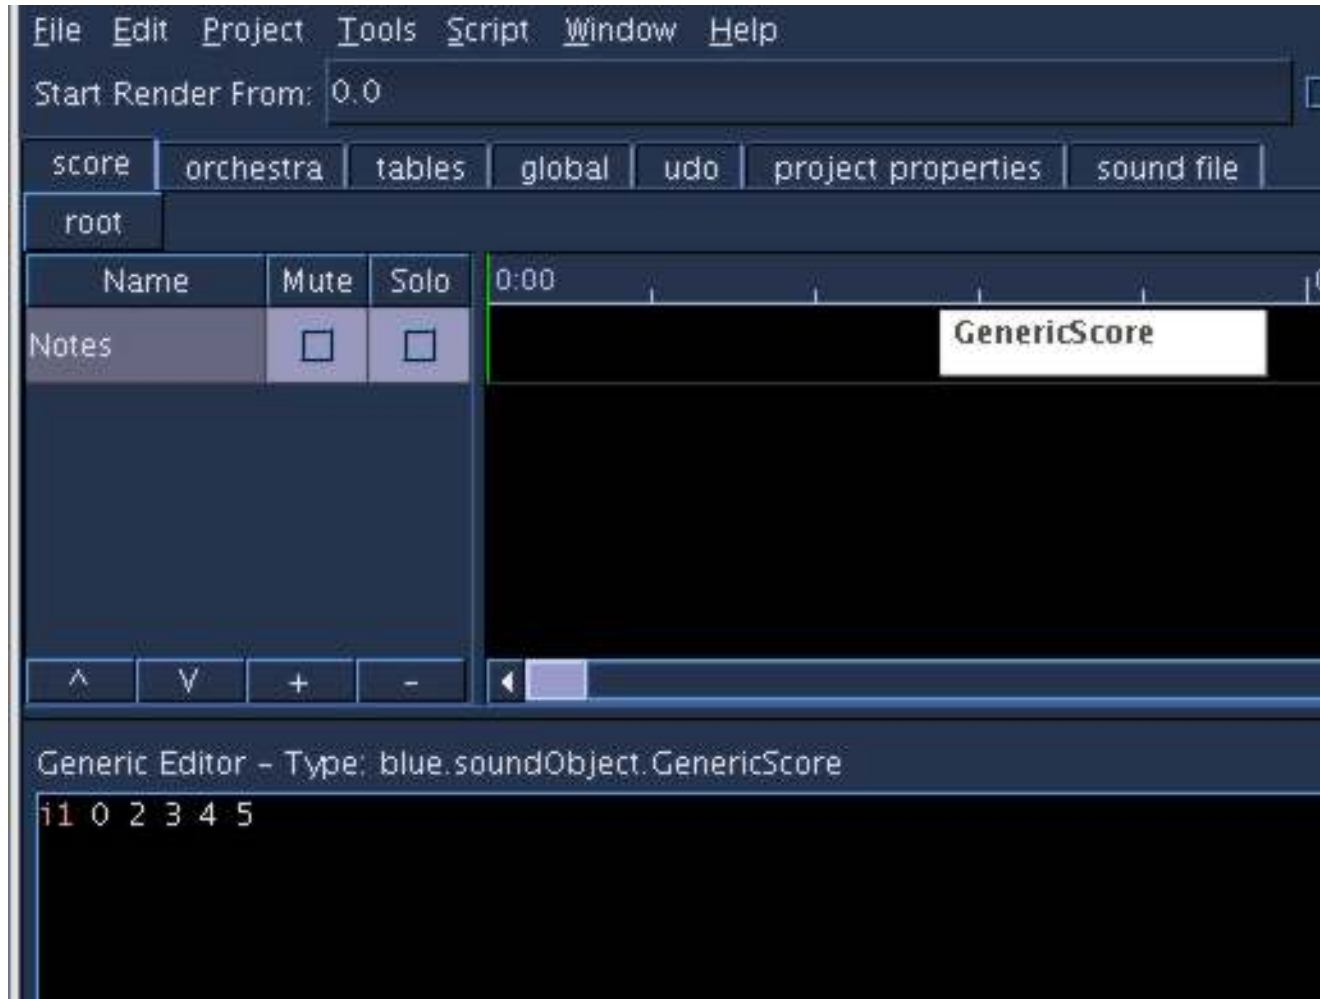 File Edit Project Tools Script Window Help
Start Render From: 0.0
score orchestra tables global udo project properties sound file
root
Name Mute Solo 0:00
Notes GenericScore
^ V + -
Generic Editor – Type: blue.soundObject.GenericScore
i1 0 2 3 4 5